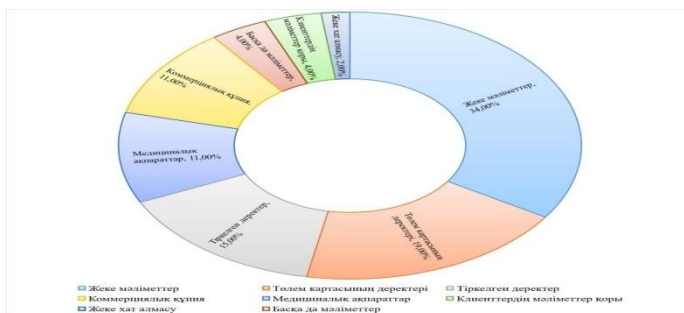 Жеке мәліметтер,
34,00%
Төлем картасының
деректері, 19,00%
Тіркелген деректер,
15,00%
Медициналық
ақпараттар, 11,00%
Коммерциялық құпия,
11,00%
Басқа да мәліметтер,
4,00%
Клиенттердің
мәліметтер қоры, 4,00%
Жеке хат алмасу, 2,00%
Жеке мәліметтер
Төлем картасының деректері
Тіркелген деректер
Коммерциялық құпия
Медициналық ақпараттар
Клиенттердің мәліметтер қоры
Жеке хат алмасу
Басқа да мәліметтер